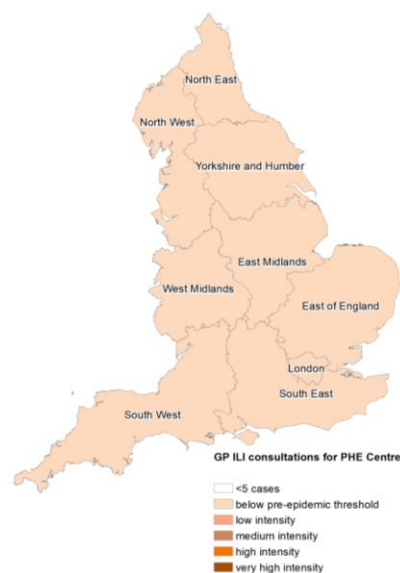 North East
North West
Yorkshire and Humber
East Midlands
West Midlands
East of England
London
South East
South West
GP ILI consultations for PHE Centre
<5 cases
below pre-epidemic threshold
low intensity
medium intensity
high intensity
very high intensity